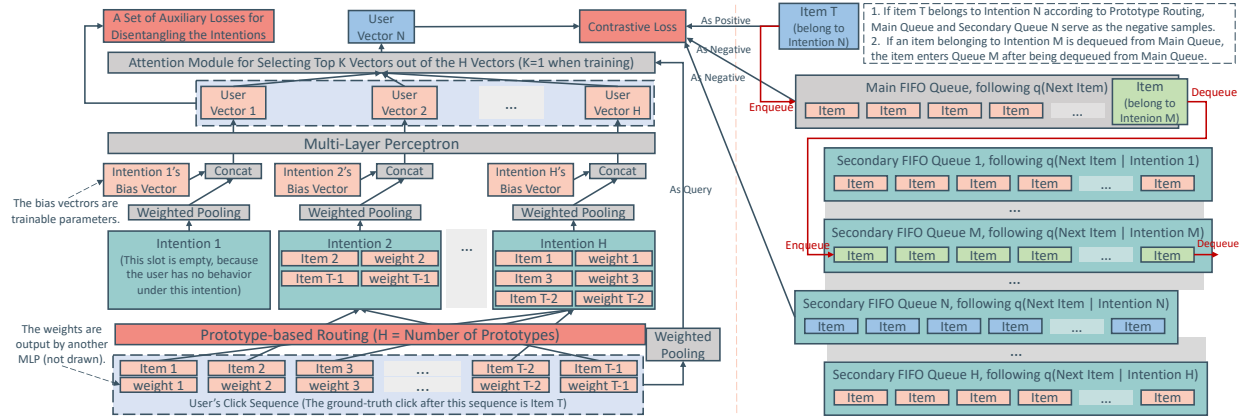 A Set of Auxiliary Losses for
Disentangling the Intentions
User
Vector N
Contrastive Loss
As Positive
As Negative
As Negative
Item T
(belong to
Intention N)
1. If item T belongs to Intention N according to Prototype Routing,
Main Queue and Secondary Queue N serve as the negative samples.
2. If an item belonging to Intention M is dequeued from Main Queue,
the item enters Queue M after being dequeued from Main Queue.
Attention Module for Selecting Top K Vectors out of the H Vectors (K=1 when training)
User
Vector 1
User
Vector 2
...
User
Vector H
Multi-Layer Perceptron
Intention 1's
Bias Vector
Concat
Intention 2's
Bias Vector
Concat
Intention H's
Bias Vector
Concat
As Query
The bias vectrors are
trainable parameters.
Weighted Pooling
Weighted Pooling
Weighted Pooling
Intention 1
(This slot is empty, because
the user has no behavior
under this intention)
Intention 2
Item 2
weight 2
Item T-1
weight T-1
...
Intention H
Item 1
weight 1
Item 3
weight 3
Item T-2
weight T-2
Prototype-based Routing (H = Number of Prototypes)
Weighted
Pooling
The weights are
output by another
MLP (not drawn).
Item 1
Item 2
Item 3
...
Item T-2
Item T-1
weight 1
weight 2
weight 3
...
weight T-2
weight T-1
User's Click Sequence (The ground-truth click after this sequence is Item T)
Enqueue
Main FIFO Queue, following q(Next Item)
Item
Item
Item
Item
...
Item
(belong to
Intenion M)
Dequeue
Secondary FIFO Queue 1, following q(Next Item | Intention 1)
Item
Item
Item
Item
...
Item
...
Enqueue
Secondary FIFO Queue M, following q(Next Item | Intention M)
Item
Item
Item
Item
...
Item
Dequeue
...
Secondary FIFO Queue N, following q(Next Item | Intention N)
Item
Item
Item
Item
...
Item
...
Secondary FIFO Queue H, following q(Next Item | Intention H)
Item
Item
Item
Item
...
Item